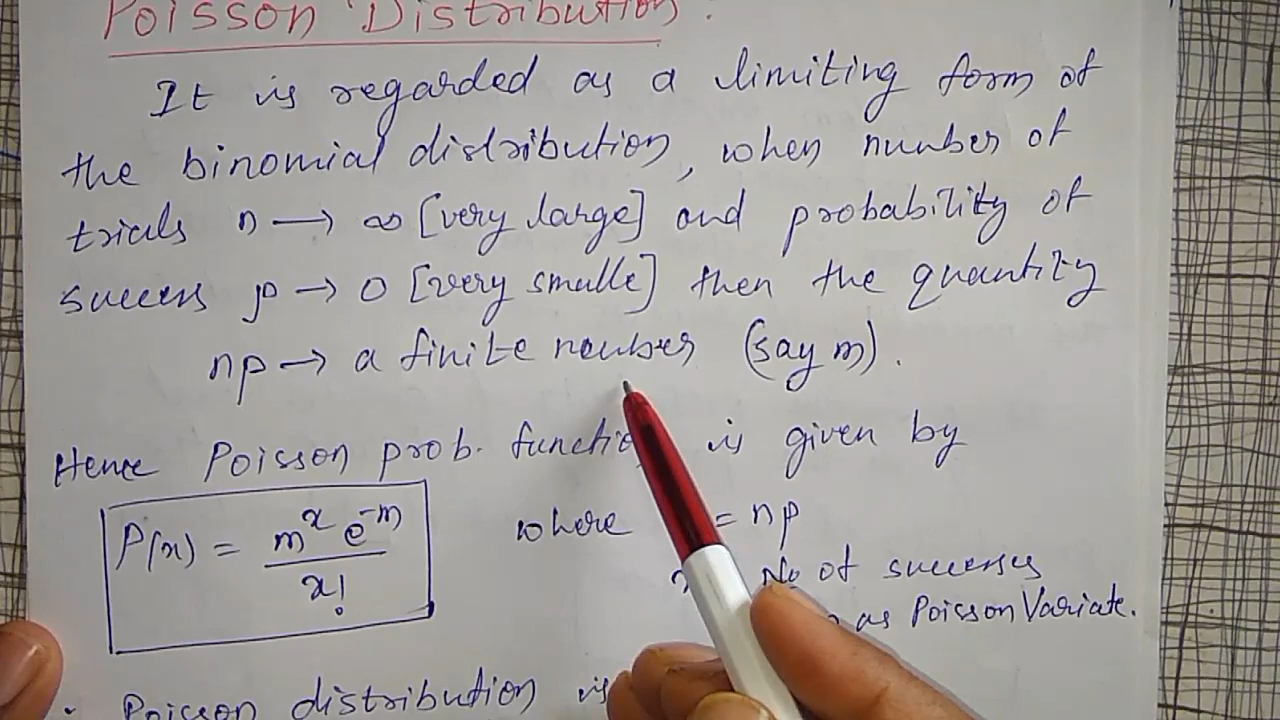 Poisson Distribution:
It is regarded as a limiting form of
the binomial distribution, when number of
trials n → ∞ [very large] and probability of
success p → 0 [very smalle] then the quantity
np → a finite number (say m).
Hence Poisson prob. function is given by
P(x) = m^x e^-m / x!
where = np
No of successes
as Poisson Variate.
Poisson distribution is